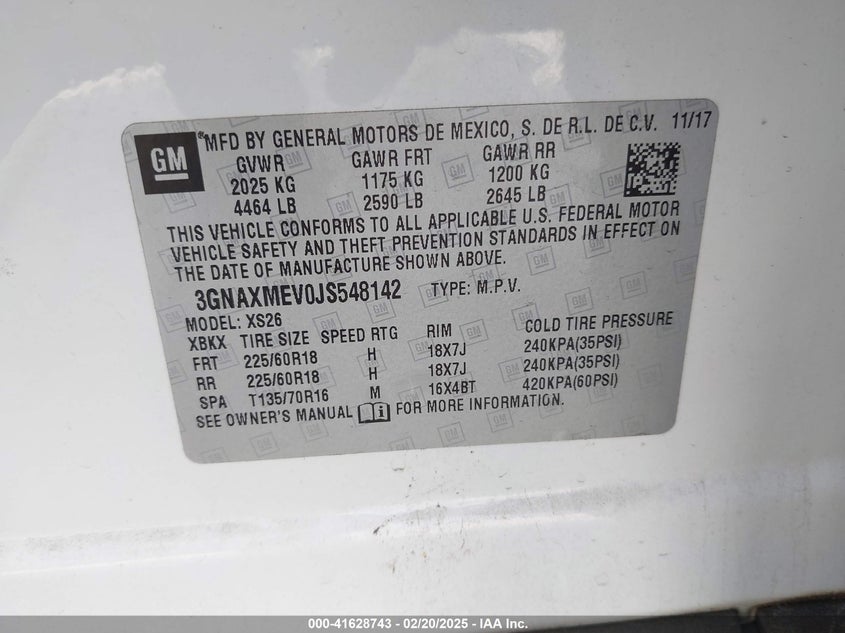 GM
MFD BY GENERAL MOTORS DE MEXICO, S. DE R.L. DE C.V. 11/17
GVWR GAWR FRT GAWR RR
2025 KG 1175 KG 1200 KG
4464 LB 2590 LB 2645 LB
THIS VEHICLE CONFORMS TO ALL APPLICABLE U.S. FEDERAL MOTOR
VEHICLE SAFETY AND THEFT PREVENTION STANDARDS IN EFFECT ON
THE DATE OF MANUFACTURE SHOWN ABOVE.
3GNAXMEV0JS548142 TYPE: M.P.V.
MODEL: XS26
XBKX TIRE SIZE SPEED RTG RIM COLD TIRE PRESSURE
FRT 225/60R18 H 18X7J 240KPA(35PSI)
RR 225/60R18 H 18X7J 240KPA(35PSI)
SPA T135/70R16 M 16X4BT 420KPA(60PSI)
SEE OWNER'S MANUAL FOR MORE INFORMATION.
000-41628743 / 02/20/2025 - IAA Inc.